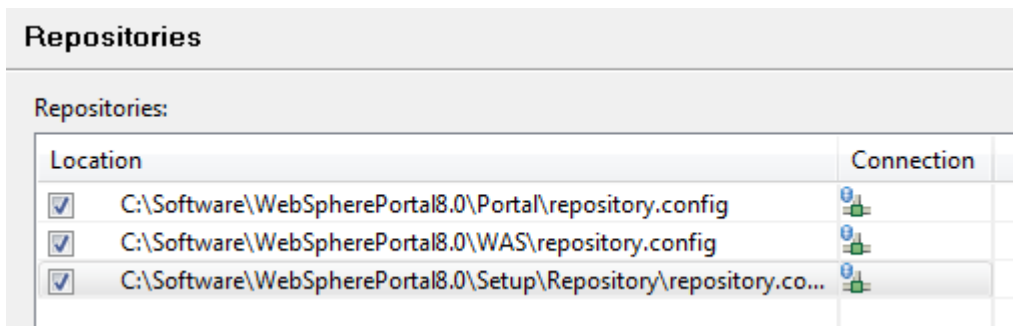 Repositories
Repositories:
Location Connection
C:\Software\WebSpherePortal8.0\Portal\repository.config
C:\Software\WebSpherePortal8.0\WAS\repository.config
C:\Software\WebSpherePortal8.0\Setup\Repository\repository.co...